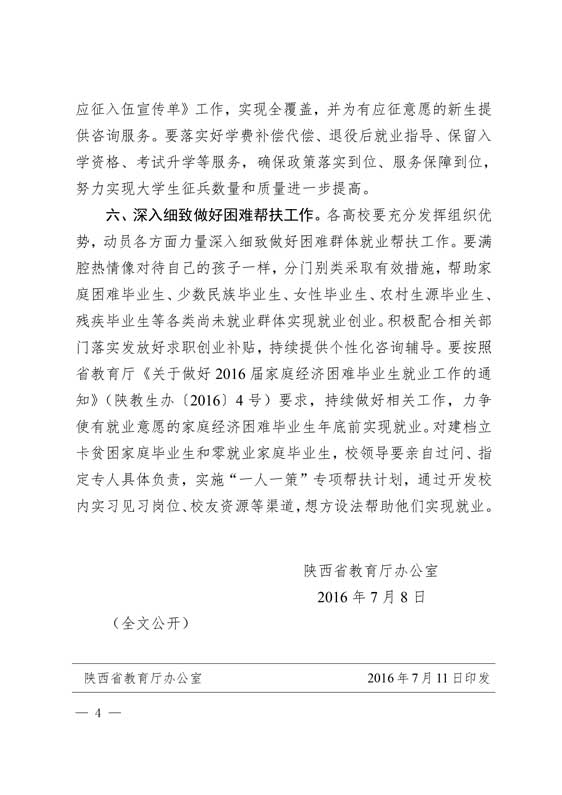 应征入伍宣传单》工作，实现全覆盖，并为有应征意愿的新生提
供咨询服务。要落实好学费补偿代偿、退役后就业指导、保留入
学资格、考试升学等服务，确保政策落实到位、服务保障到位，
努力实现大学生征兵数量和质量进一步提高。
六、深入细致做好困难帮扶工作。各高校要充分发挥组织优
势，动员各方面力量深入细致做好困难群体就业帮扶工作。要满
腔热情像对待自己的孩子一样，分门别类采取有效措施，帮助家
庭困难毕业生、少数民族毕业生、女性毕业生、农村生源毕业生、
残疾毕业生等各类尚未就业群体实现就业创业。积极配合相关部
门落实发放好求职创业补贴，持续提供个性化咨询辅导。要按照
省教育厅《关于做好 2016 届家庭经济困难毕业生就业工作的通
知》（陕教生办〔2016〕4 号）要求，持续做好相关工作，力争
使有就业意愿的家庭经济困难毕业生年底前实现就业。对建档立
卡贫困家庭毕业生和零就业家庭毕业生，校领导要亲自过问、指
定专人具体负责，实施“一人一策”专项帮扶计划，通过开发校
内实习见习岗位、校友资源等渠道，想方设法帮助他们实现就业。
陕西省教育厅办公室
2016 年 7 月 8 日
（全文公开）
陕西省教育厅办公室 2016 年 7 月 11 日印发
— 4 —